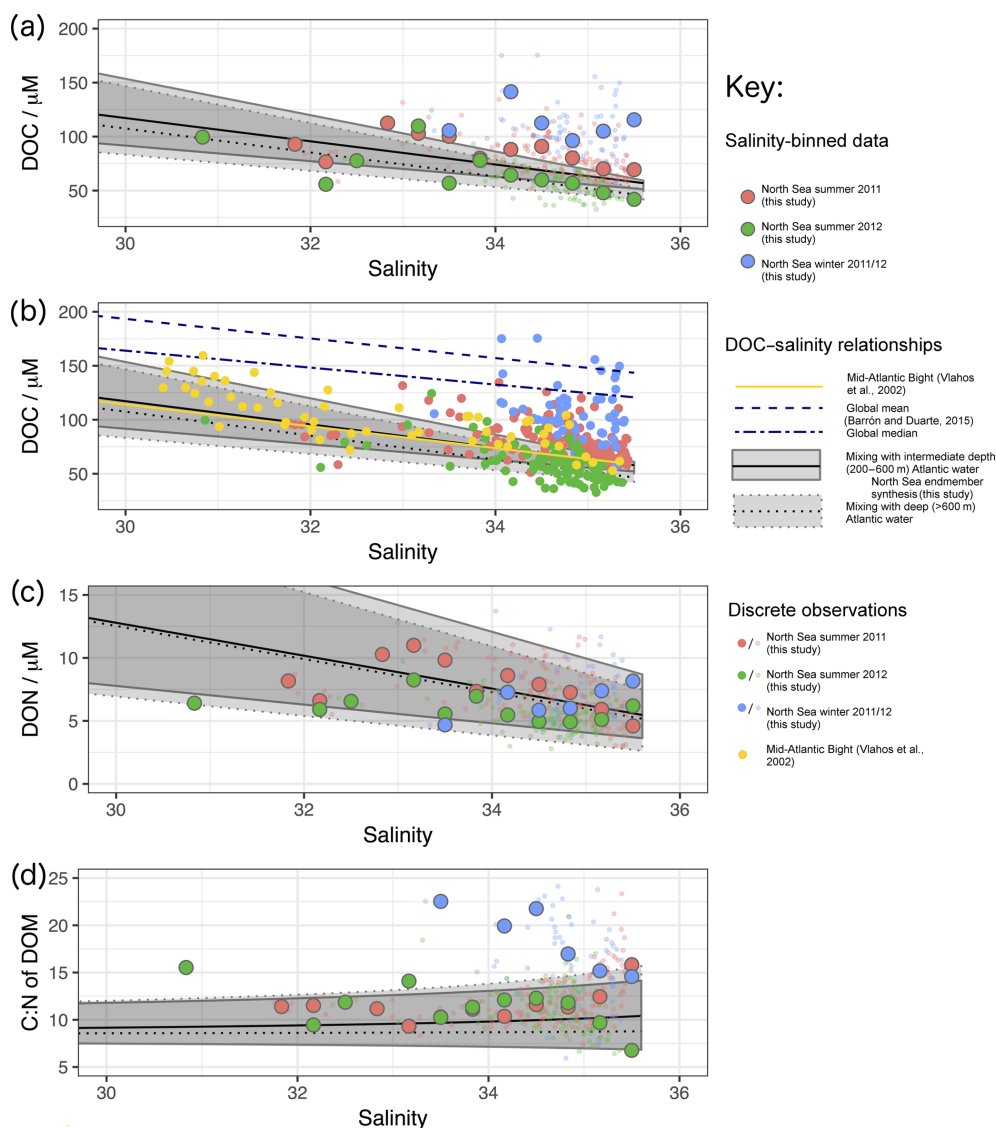 (a)
200
150
100
50
DOC / μM
30
32
34
36
Salinity
(b)
200
150
100
50
DOC / μM
30
32
34
36
Salinity
(c)
15
10
5
0
DON / μM
30
32
34
36
Salinity
(d)
25
20
15
10
5
C:N of DOM
30
32
34
36
Salinity
Key:
Salinity-binned data
North Sea summer 2011
(this study)
North Sea summer 2012
(this study)
North Sea winter 2011/12
(this study)
DOC–salinity relationships
Mid-Atlantic Bight (Vlahos
et al., 2002)
Global mean
(Barrón and Duarte, 2015)
Global median
Mixing with intermediate depth
(200–600 m) Atlantic water
North Sea endmember
synthesis (this study)
Mixing with deep (>600 m)
Atlantic water
Discrete observations
/ North Sea summer 2011
(this study)
/ North Sea summer 2012
(this study)
/ North Sea winter 2011/12
(this study)
Mid-Atlantic Bight (Vlahos et al.,
2002)